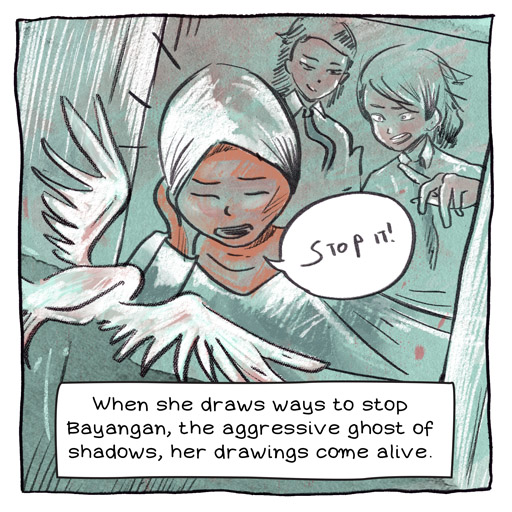 STOP IT!
When she draws ways to stop
Bayangan, the aggressive ghost of
shadows, her drawings come alive.